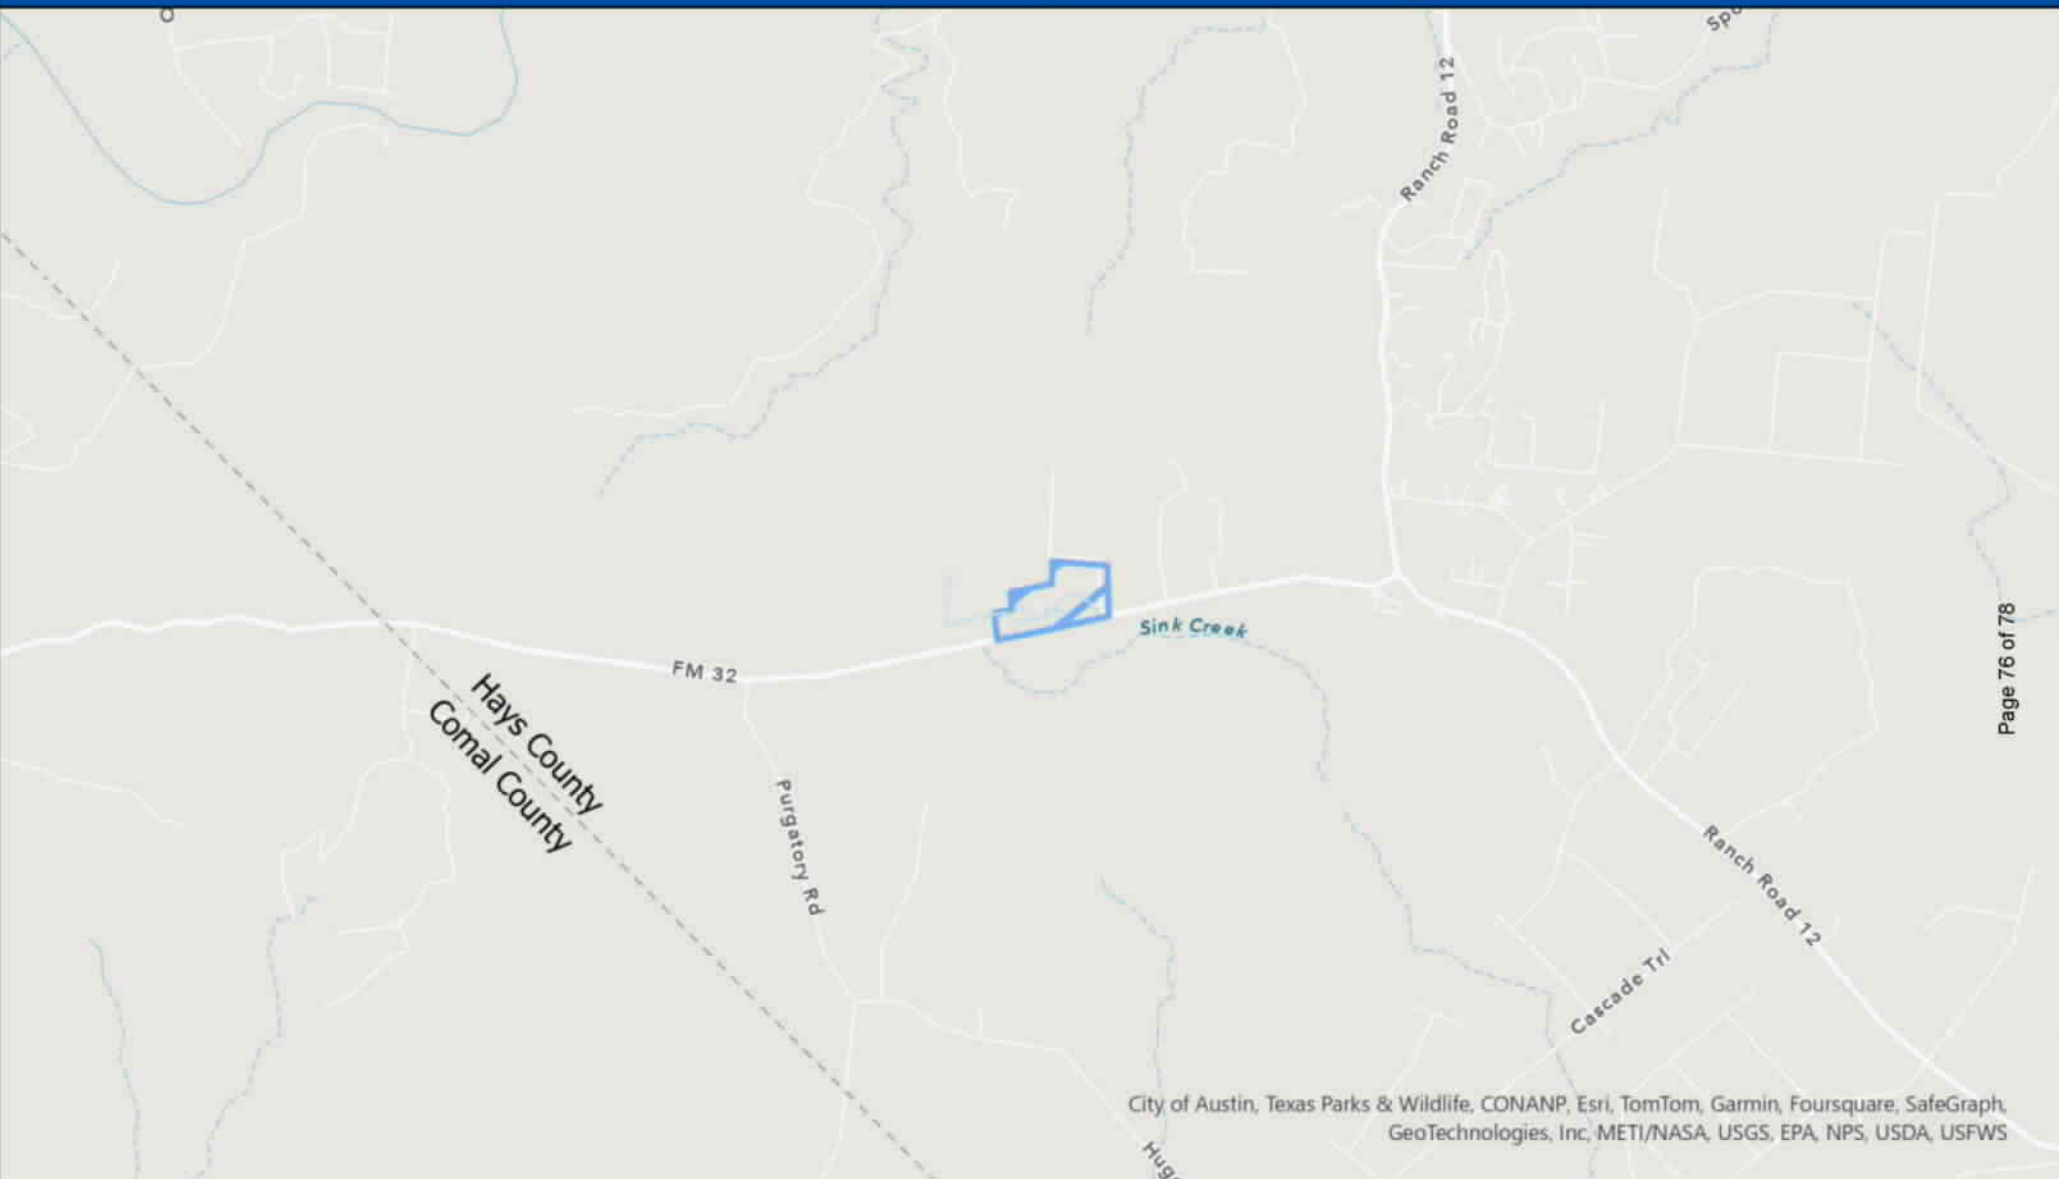 Ranch Road 12
Sink Creek
FM 32
Hays County
Comal County
Purgatory Rd
Ranch Road 12
Cascade Trl
Page 76 of 78
City of Austin, Texas Parks & Wildlife, CONANP, Esri, TomTom, Garmin, Foursquare, SafeGraph,
GeoTechnologies, Inc, METI/NASA, USGS, EPA, NPS, USDA, USFWS